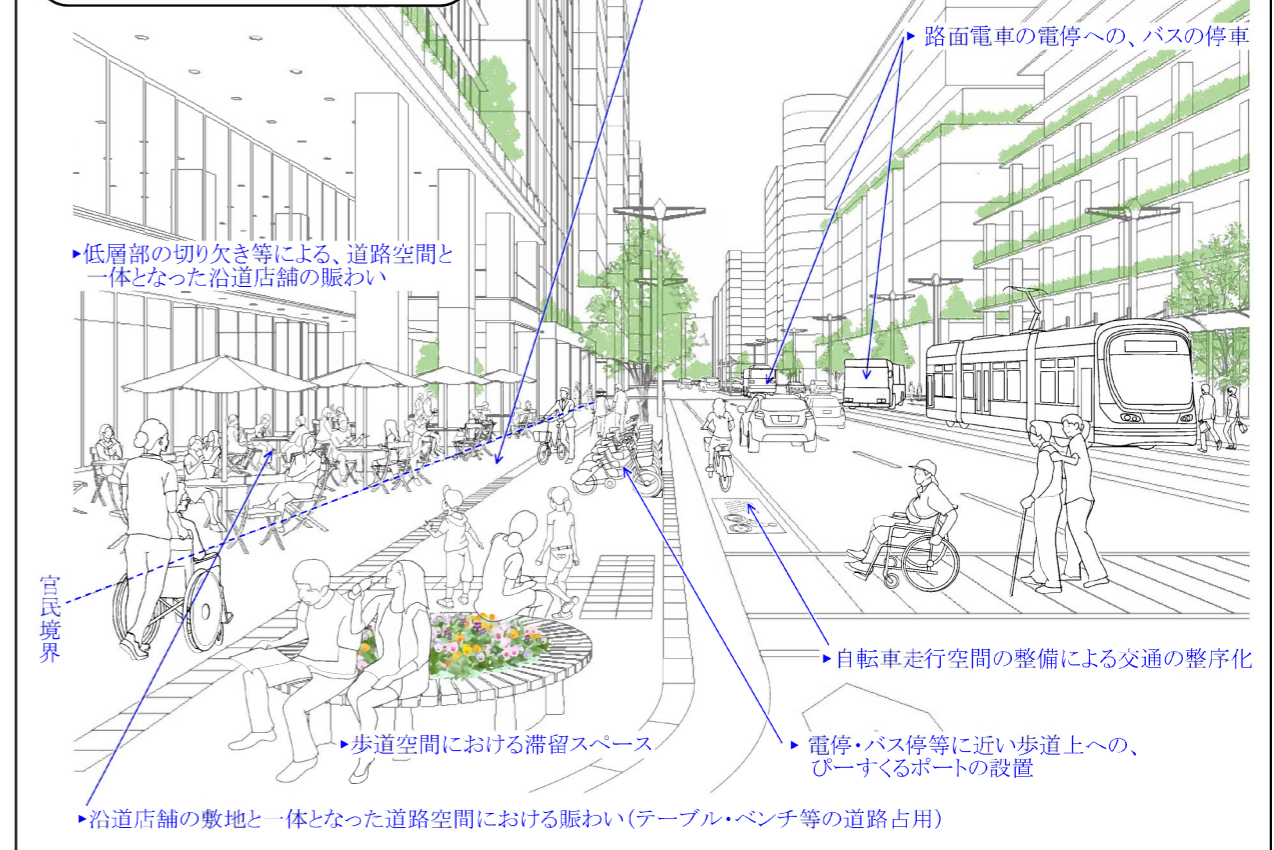 ▸ 路面電車の電停への、バスの停車
▸低層部の切り欠き等による、道路空間と
一体となった沿道店舗の賑わい
官民境界
▸自転車走行空間の整備による交通の整序化
▸歩道空間における滞留スペース
▸ 電停・バス停等に近い歩道上への、
ぴーすくるポートの設置
▸沿道店舗の敷地と一体となった道路空間における賑わい(テーブル・ベンチ等の道路占用)